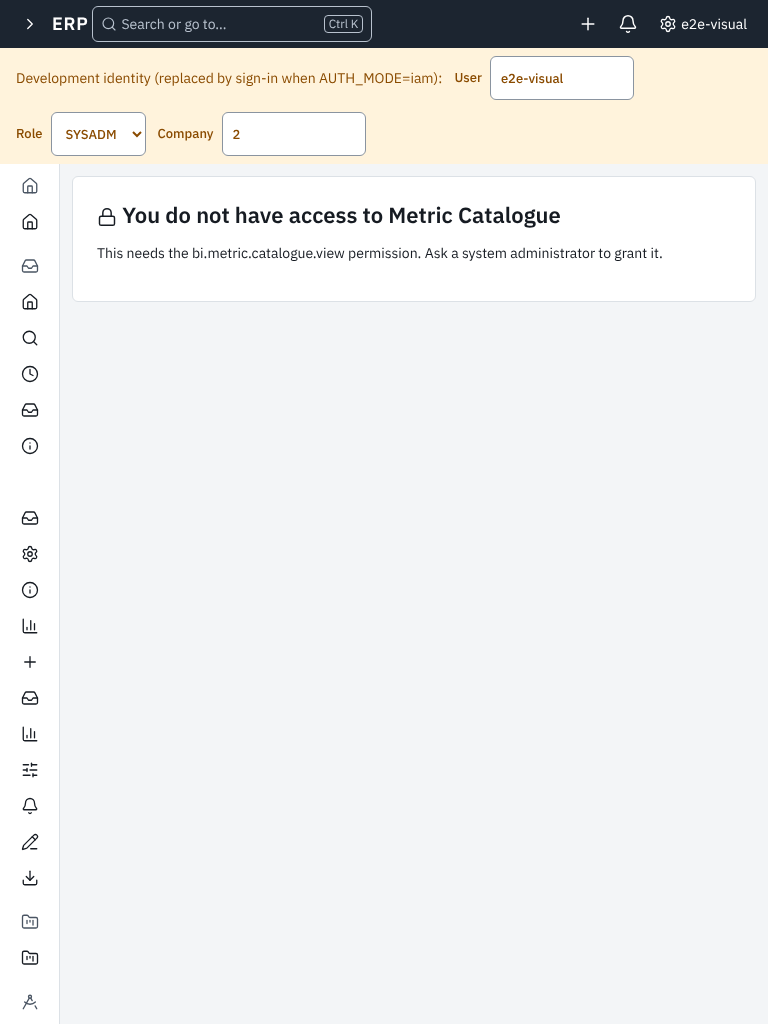 ERP Search or go to... Ctrl K e2e-visual
Development identity (replaced by sign-in when AUTH_MODE=iam): User e2e-visual
Role SYSADM Company 2
You do not have access to Metric Catalogue
This needs the bi.metric.catalogue.view permission. Ask a system administrator to grant it.